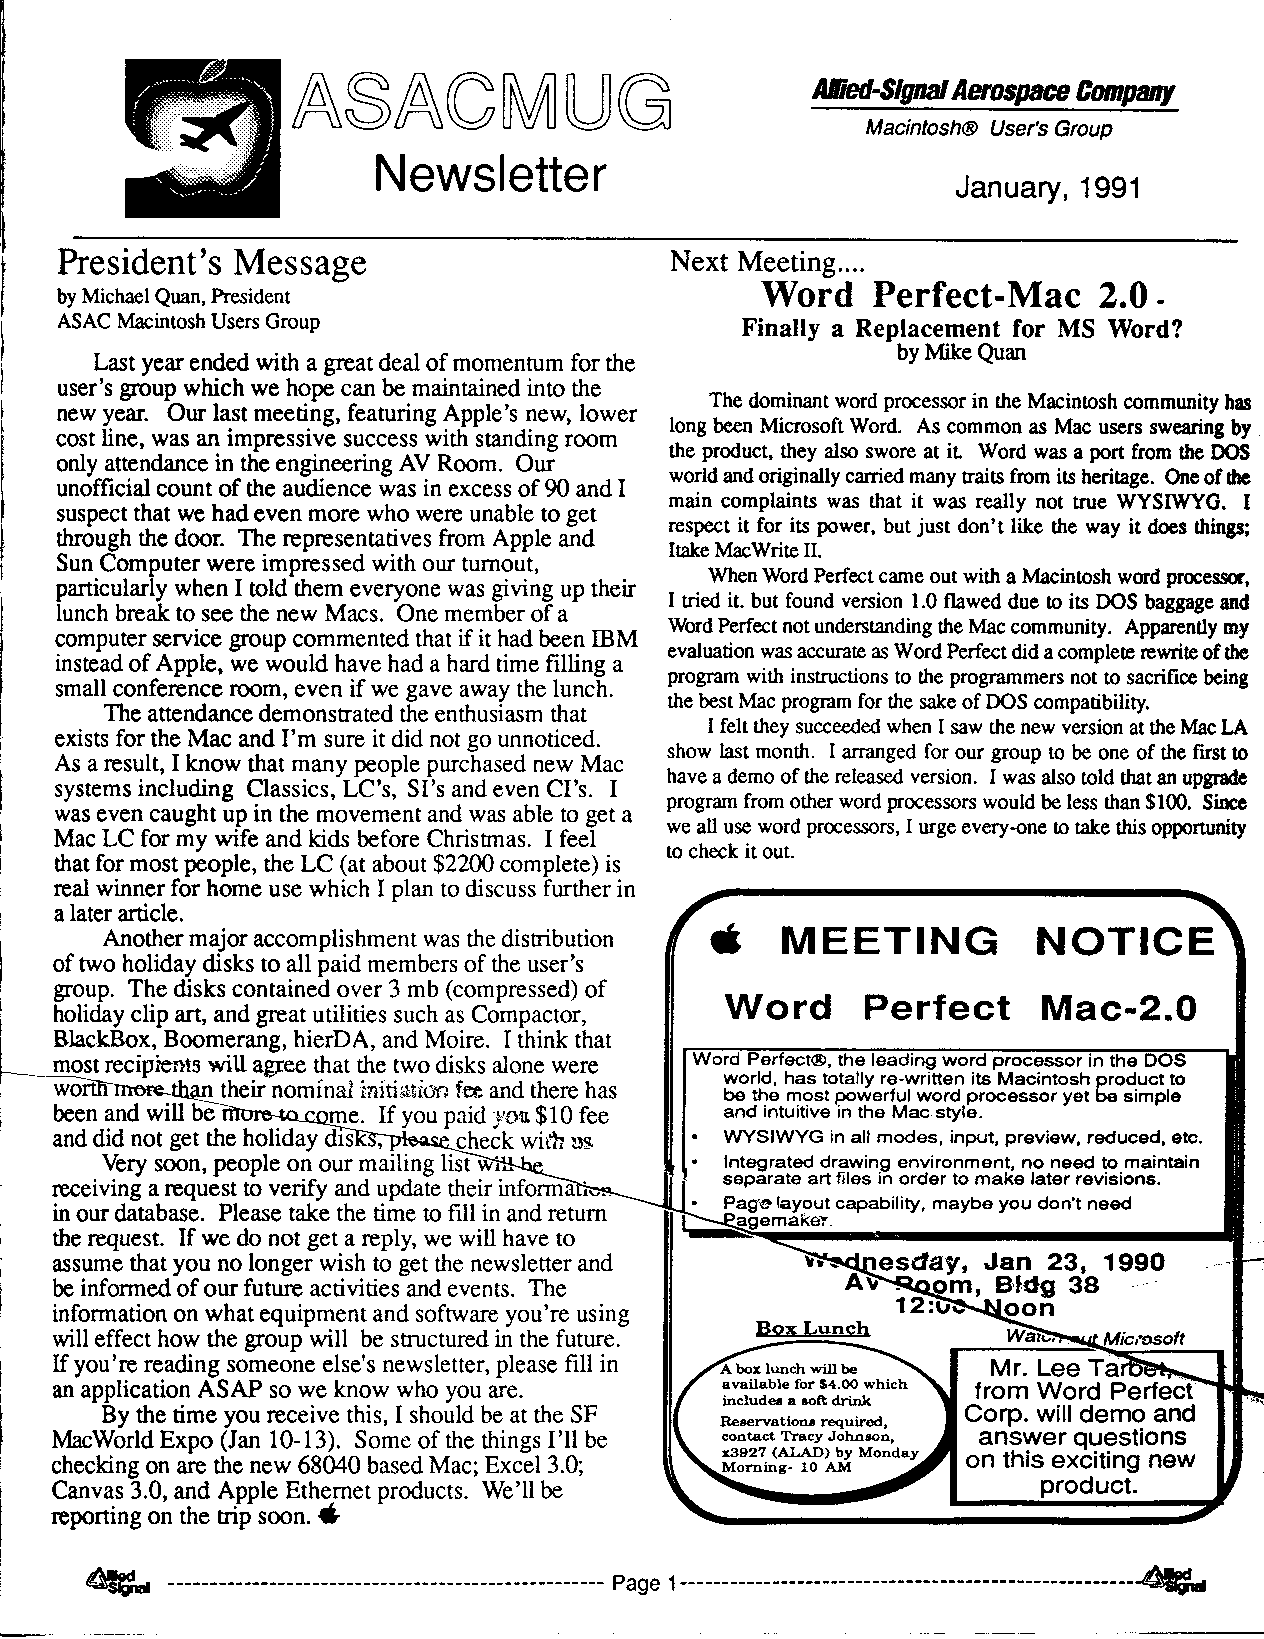 ASACMUG
Newsletter
Allied-Signal Aerospace Company
Macintosh® User's Group
January, 1991
President's Message
by Michael Quan, President
ASAC Macintosh Users Group
Last year ended with a great deal of momentum for the
user's group which we hope can be maintained into the
new year. Our last meeting, featuring Apple's new, lower
cost line, was an impressive success with standing room
only attendance in the engineering AV Room. Our
unofficial count of the audience was in excess of 90 and I
suspect that we had even more who were unable to get
through the door. The representatives from Apple and
Sun Computer were impressed with our turnout,
particularly when I told them everyone was giving up their
lunch break to see the new Macs. One member of a
computer service group commented that if it had been IBM
instead of Apple, we would have had a hard time filling a
small conference room, even if we gave away the lunch.
The attendance demonstrated the enthusiasm that
exists for the Mac and I'm sure it did not go unnoticed.
As a result, I know that many people purchased new Mac
systems including Classics, LC's, SI's and even CI's. I
was even caught up in the movement and was able to get a
Mac LC for my wife and kids before Christmas. I feel
that for most people, the LC (at about $2200 complete) is
real winner for home use which I plan to discuss further in
a later article.
Another major accomplishment was the distribution
of two holiday disks to all paid members of the user's
group. The disks contained over 3 mb (compressed) of
holiday clip art, and great utilities such as Compactor,
BlackBox, Boomerang, hierDA, and Moire. I think that
most recipients will agree that the two disks alone were
worth more than their nominal initiation fee and there has
been and will be more to come. If you paid you $10 fee
and did not get the holiday disks, please check with us
Very soon, people on our mailing list will be
receiving a request to verify and update their information
in our database. Please take the time to fill in and return
the request. If we do not get a reply, we will have to
assume that you no longer wish to get the newsletter and
be informed of our future activities and events. The
information on what equipment and software you're using
will effect how the group will be structured in the future.
If you're reading someone else's newsletter, please fill in
an application ASAP so we know who you are.
By the time you receive this, I should be at the SF
MacWorld Expo (Jan 10-13). Some of the things I'll be
checking on are the new 68040 based Mac; Excel 3.0;
Canvas 3.0, and Apple Ethernet products. We'll be
reporting on the trip soon.
Next Meeting....
Word Perfect-Mac 2.0 -
Finally a Replacement for MS Word?
by Mike Quan
The dominant word processor in the Macintosh community has
long been Microsoft Word. As common as Mac users swearing by
the product, they also swore at it. Word was a port from the DOS
world and originally carried many traits from its heritage. One of the
main complaints was that it was really not true WYSIWYG. I
respect it for its power, but just don't like the way it does things;
Itake MacWrite II.
When Word Perfect came out with a Macintosh word processor,
I tried it. but found version 1.0 flawed due to its DOS baggage and
Word Perfect not understanding the Mac community. Apparently my
evaluation was accurate as Word Perfect did a complete rewrite of the
program with instructions to the programmers not to sacrifice being
the best Mac program for the sake of DOS compatibility.
I felt they succeeded when I saw the new version at the Mac LA
show last month. I arranged for our group to be one of the first to
have a demo of the released version. I was also told that an upgrade
program from other word processors would be less than $100. Since
we all use word processors, I urge every-one to take this opportunity
to check it out.
MEETING NOTICE
Word Perfect Mac-2.0
Word Perfect®, the leading word processor in the DOS
world, has totally re-written its Macintosh product to
be the most powerful word processor yet be simple
and intuitive in the Mac style.
• WYSIWYG in all modes, input, preview, reduced, etc.
• Integrated drawing environment, no need to maintain
separate art files in order to make later revisions.
• Page layout capability, maybe you don't need
Pagemaker.
Wednesday, Jan 23, 1990
AV Room, Bldg 38
12:00 Noon
Watch out Microsoft
Box Lunch
A box lunch will be
available for $4.00 which
includes a soft drink
Reservations required,
contact Tracy Johnson,
x3927 (ALAD) by Monday
Morning- 10 AM
Mr. Lee Tarbet,
from Word Perfect
Corp. will demo and
answer questions
on this exciting new
product.
Allied Signal
Page 1
Allied Signal